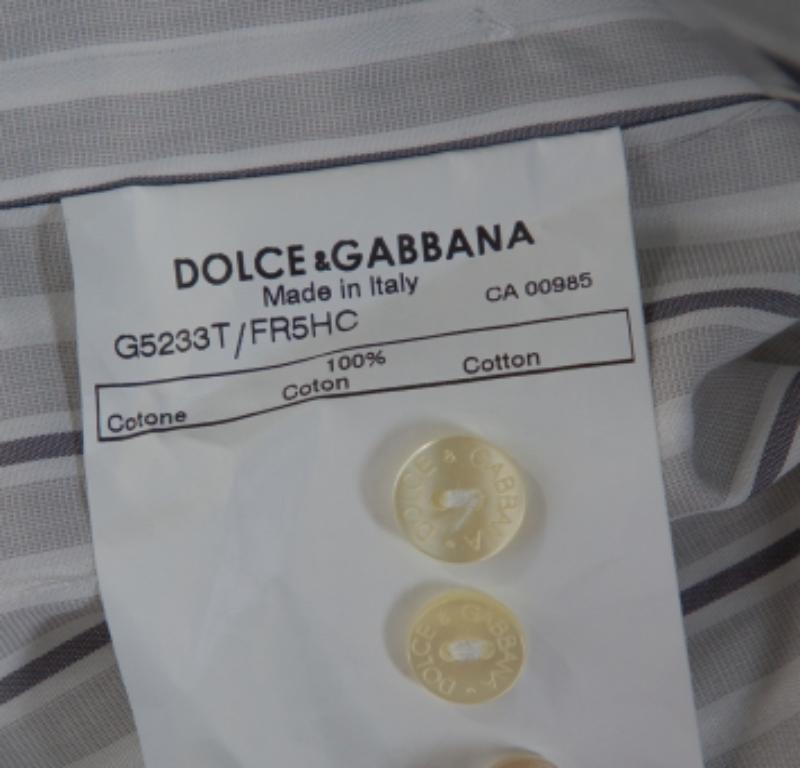 DOLCE & GABBANA
Made in Italy
CA 00985
G5233T/FR5HC
100%
Cotone Coton Cotton
DOLCE & GABBANA
DOLCE & GABBANA